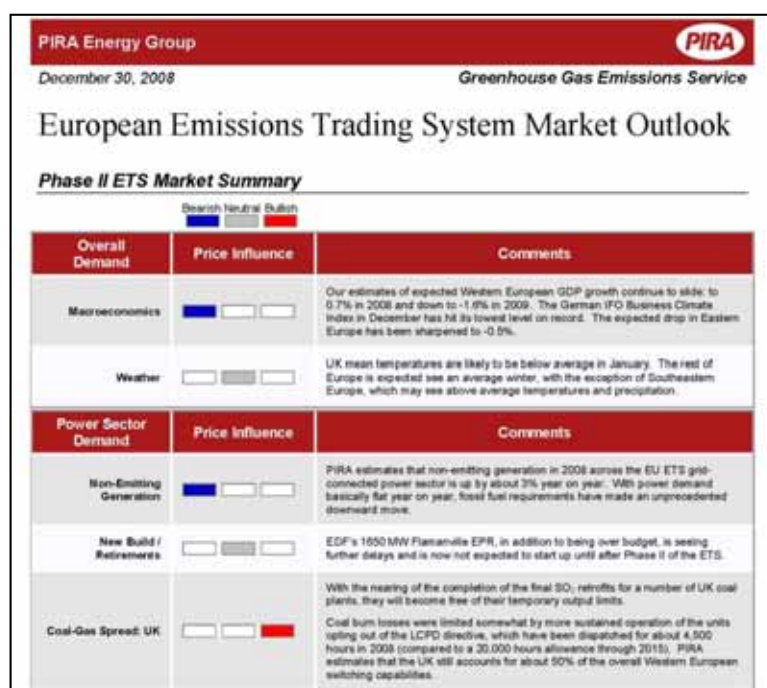 PIRA Energy Group
PIRA
December 30, 2008
Greenhouse Gas Emissions Service
European Emissions Trading System Market Outlook
Phase II ETS Market Summary
Bearish Neutral Bullish
Overall Demand
Price Influence
Comments
Macroeconomics
Our estimates of expected Western European GDP growth continue to slide; to
0.7% in 2008 and down to -1.6% in 2009. The German IFO Business Climate
Index in December has hit its lowest level on record. The expected drop in Eastern
Europe has been sharpened to -0.5%.
Weather
UK mean temperatures are likely to be below average in January. The rest of
Europe is expected see an average winter, with the exception of Southeastern
Europe, which may see above average temperatures and precipitation.
Power Sector Demand
Price Influence
Comments
Non-Emitting Generation
PIRA estimates that non-emitting generation in 2008 across the EU ETS grid-
connected power sector is up by about 3% year on year. With power demand
basically flat year on year, fossil fuel requirements have made an unprecedented
downward move.
New Build / Retirements
EDF's 1650 MW Flamanville EPR, in addition to being over budget, is seeing
further delays and is now not expected to start up until after Phase II of the ETS.
Coal-Gas Spread: UK
With the nearing of the completion of the final SO₂ retrofits for a number of UK coal
plants, they will become free of their temporary output limits.
Coal burn losses were limited somewhat by more sustained operation of the units
opting out of the LCPD directive, which have been dispatched for about 4,500
hours in 2008 (compared to a 20,000 hours allowance through 2015). PIRA
estimates that the UK still accounts for about 50% of the overall Western European
switching capabilities.